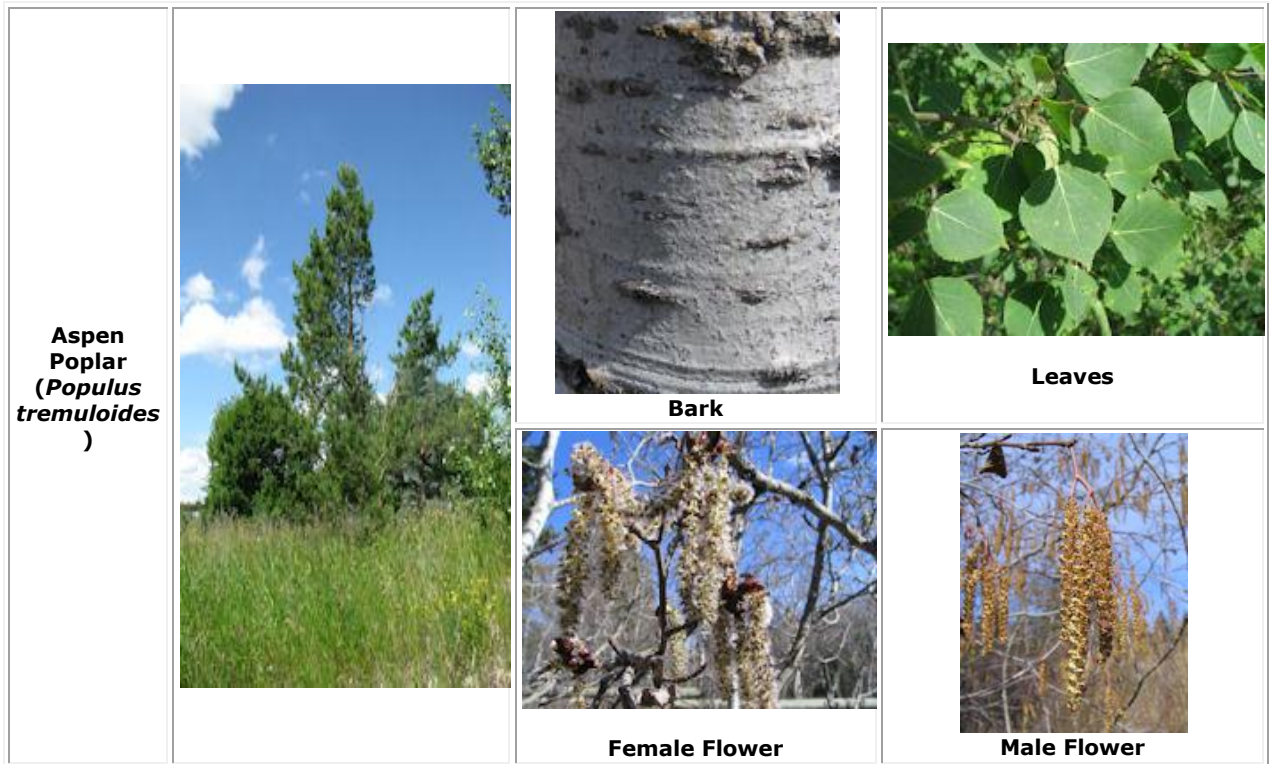 Aspen
Poplar
(Populus
tremuloides
)
Bark
Leaves
Female Flower
Male Flower